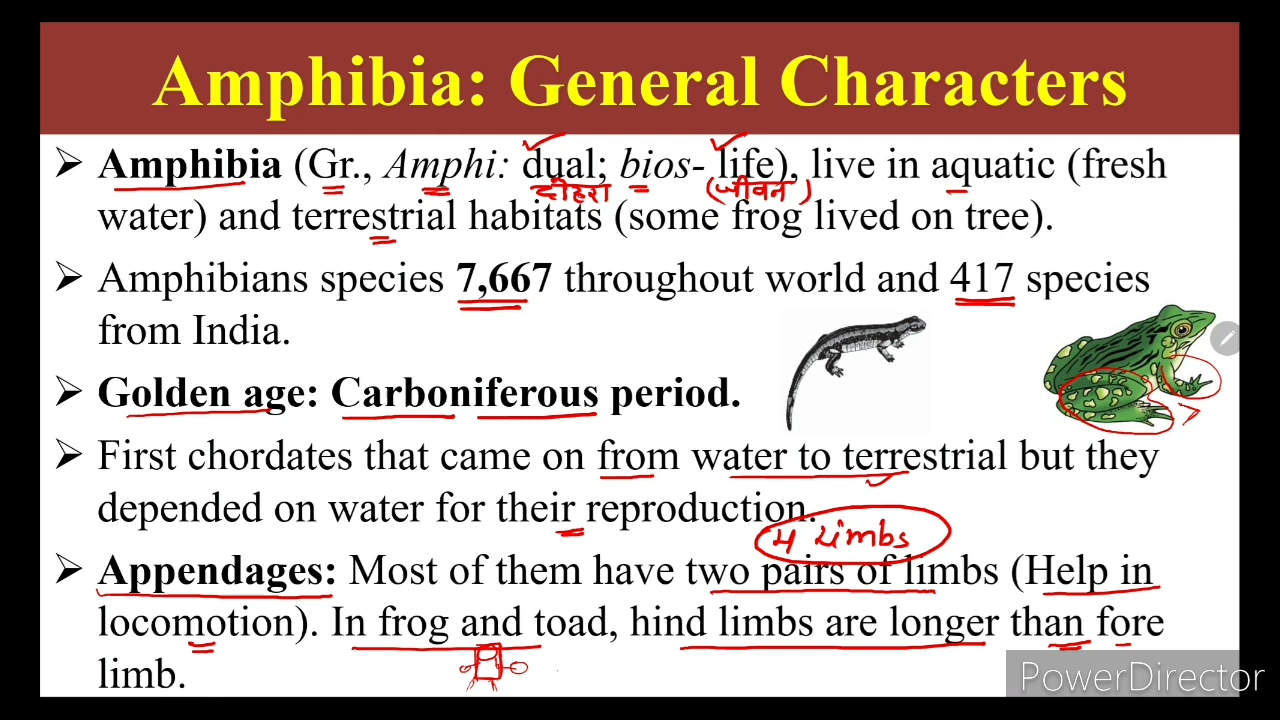 Amphibia: General Characters
➢ Amphibia (Gr., Amphi: dual; bios- life), live in aquatic (fresh
दोहरा (जीवन)
water) and terrestrial habitats (some frog lived on tree).
➢ Amphibians species 7,667 throughout world and 417 species
from India.
➢ Golden age: Carboniferous period.
➢ First chordates that came on from water to terrestrial but they
depended on water for their reproduction.
4 Limbs
➢ Appendages: Most of them have two pairs of limbs (Help in
locomotion). In frog and toad, hind limbs are longer than fore
limb.
PowerDirector